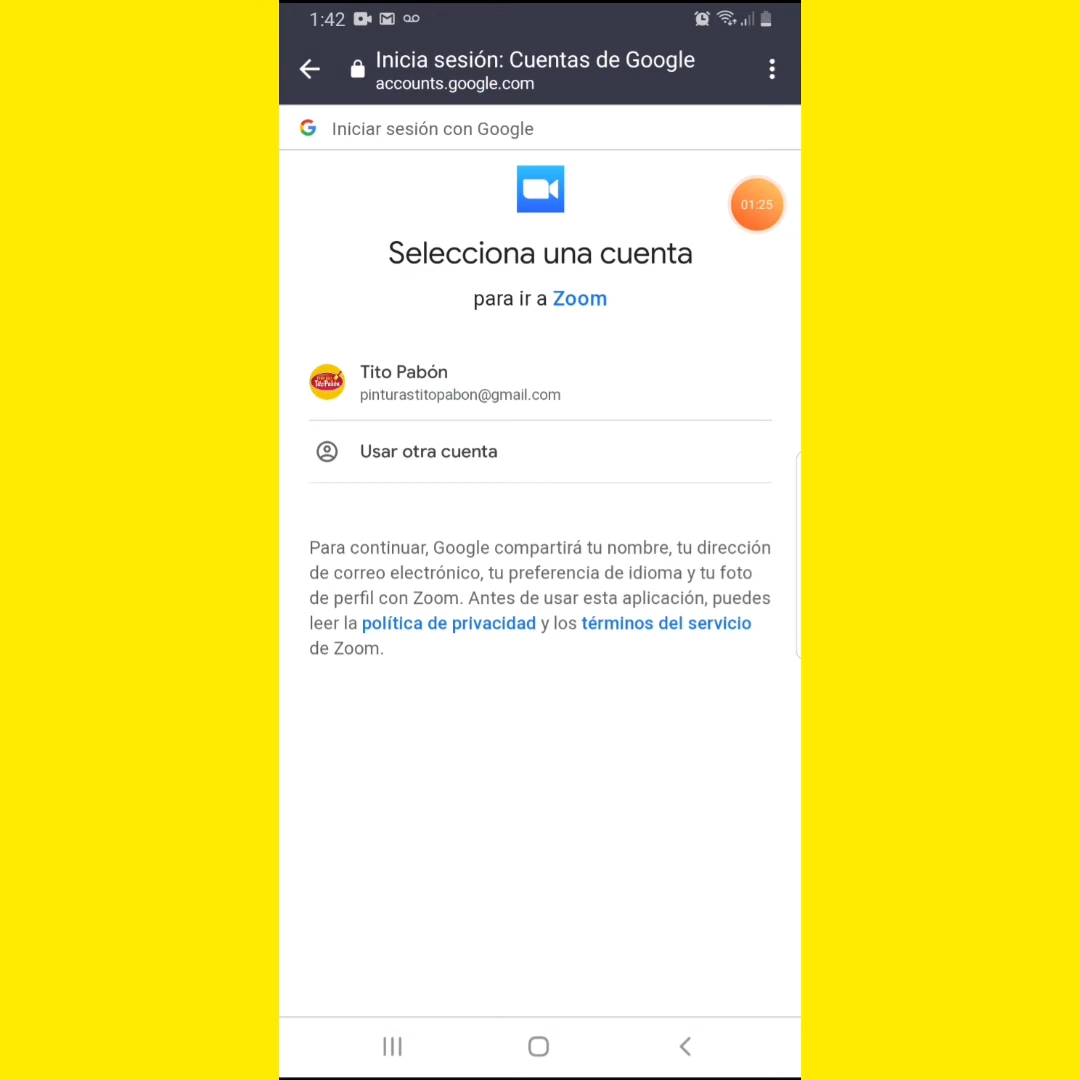 1:42
Inicia sesión: Cuentas de Google
accounts.google.com
Iniciar sesión con Google
01:25
Selecciona una cuenta
para ir a Zoom
Tito Pabón
TitoPabón
pinturastitopabon@gmail.com
Usar otra cuenta
Para continuar, Google compartirá tu nombre, tu dirección
de correo electrónico, tu preferencia de idioma y tu foto
de perfil con Zoom. Antes de usar esta aplicación, puedes
leer la política de privacidad y los términos del servicio
de Zoom.